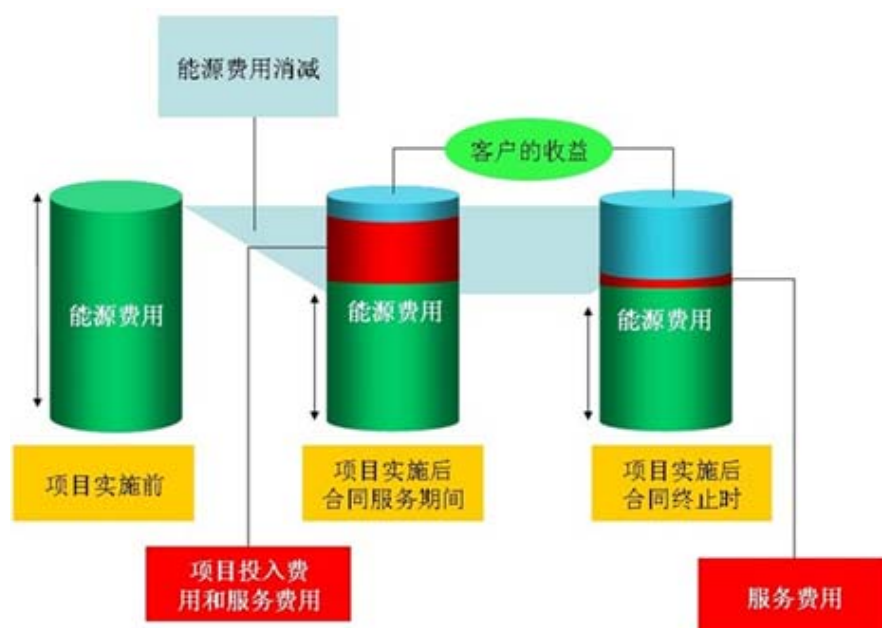 能源费用消减
客户的收益
能源费用
能源费用
能源费用
项目实施前
项目实施后
合同服务期间
项目实施后
合同终止时
项目投入费
用和服务费用
服务费用